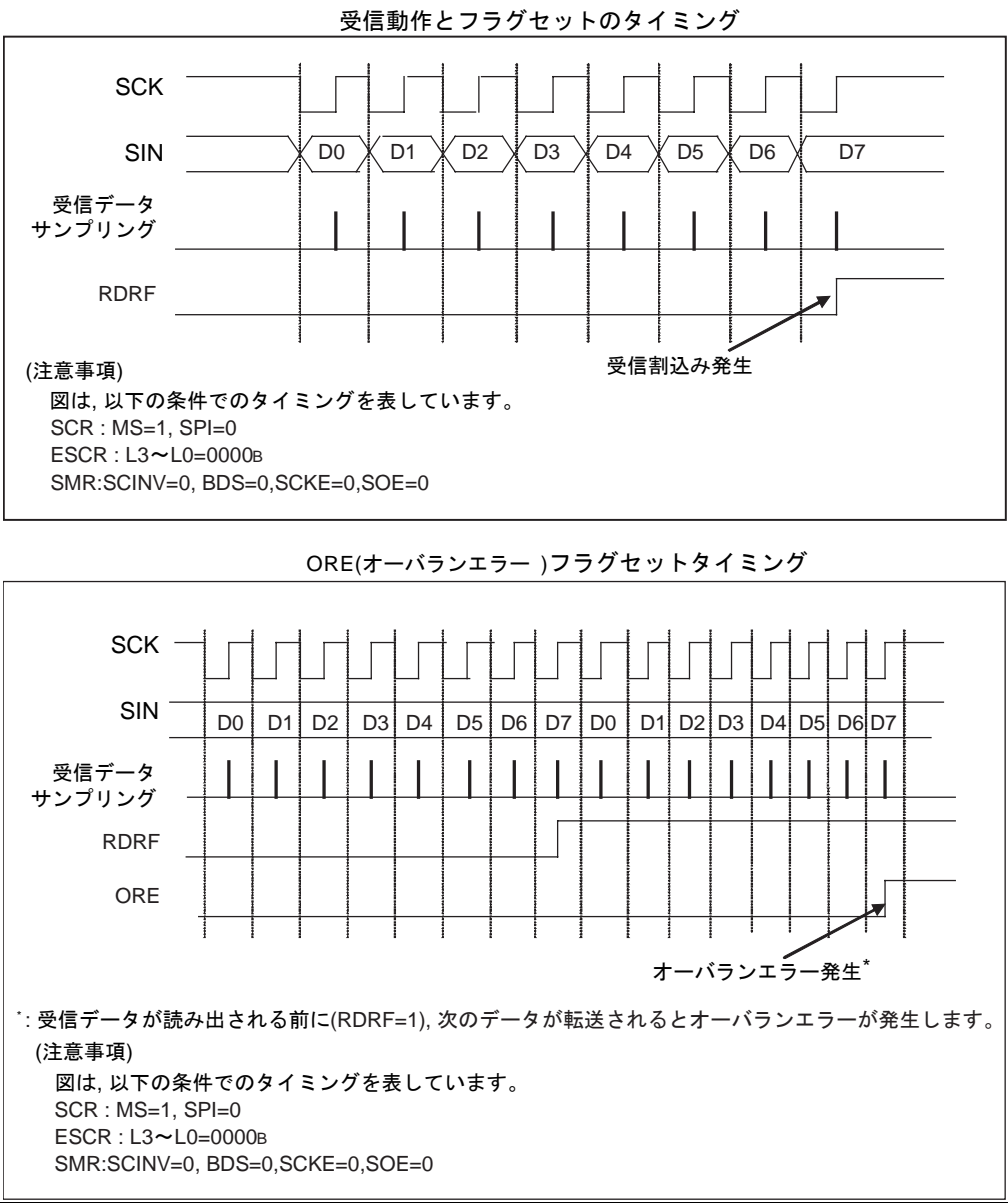 受信動作とフラグセットのタイミング
SCK
SIN D0 D1 D2 D3 D4 D5 D6 D7
受信データ
サンプリング
RDRF
受信割込み発生
(注意事項)
図は, 以下の条件でのタイミングを表しています。
SCR : MS=1, SPI=0
ESCR : L3～L0=0000B
SMR:SCINV=0, BDS=0,SCKE=0,SOE=0
ORE(オーバランエラー )フラグセットタイミング
SCK
SIN D0 D1 D2 D3 D4 D5 D6 D7 D0 D1 D2 D3 D4 D5 D6 D7
受信データ
サンプリング
RDRF
ORE
オーバランエラー発生*
*: 受信データが読み出される前に(RDRF=1), 次のデータが転送されるとオーバランエラーが発生します。
(注意事項)
図は, 以下の条件でのタイミングを表しています。
SCR : MS=1, SPI=0
ESCR : L3～L0=0000B
SMR:SCINV=0, BDS=0,SCKE=0,SOE=0